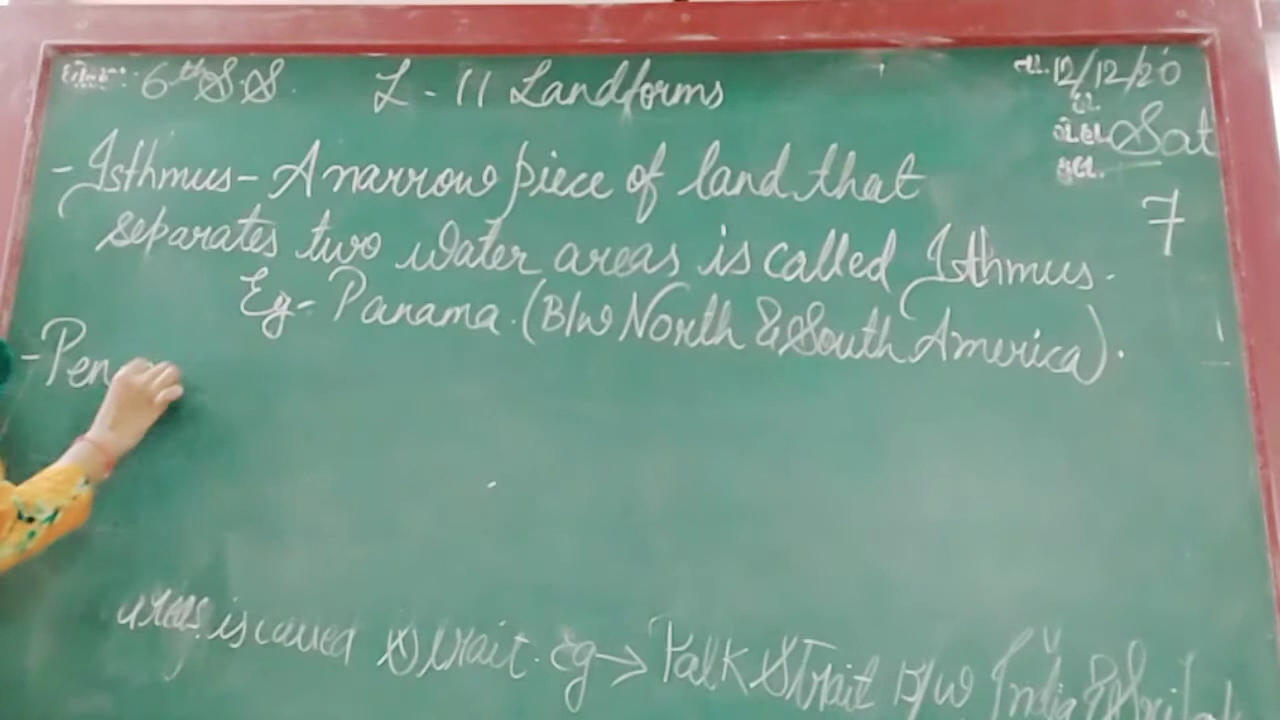 6th S.S. L - 11 Landforms 12/12/20
Sat
7
- Isthmus - A narrow piece of land that
separates two water areas is called Isthmus.
Eg - Panama. (B/w North & South America).
- Pen
areas is called Strait. Eg → Palk Strait B/w India &